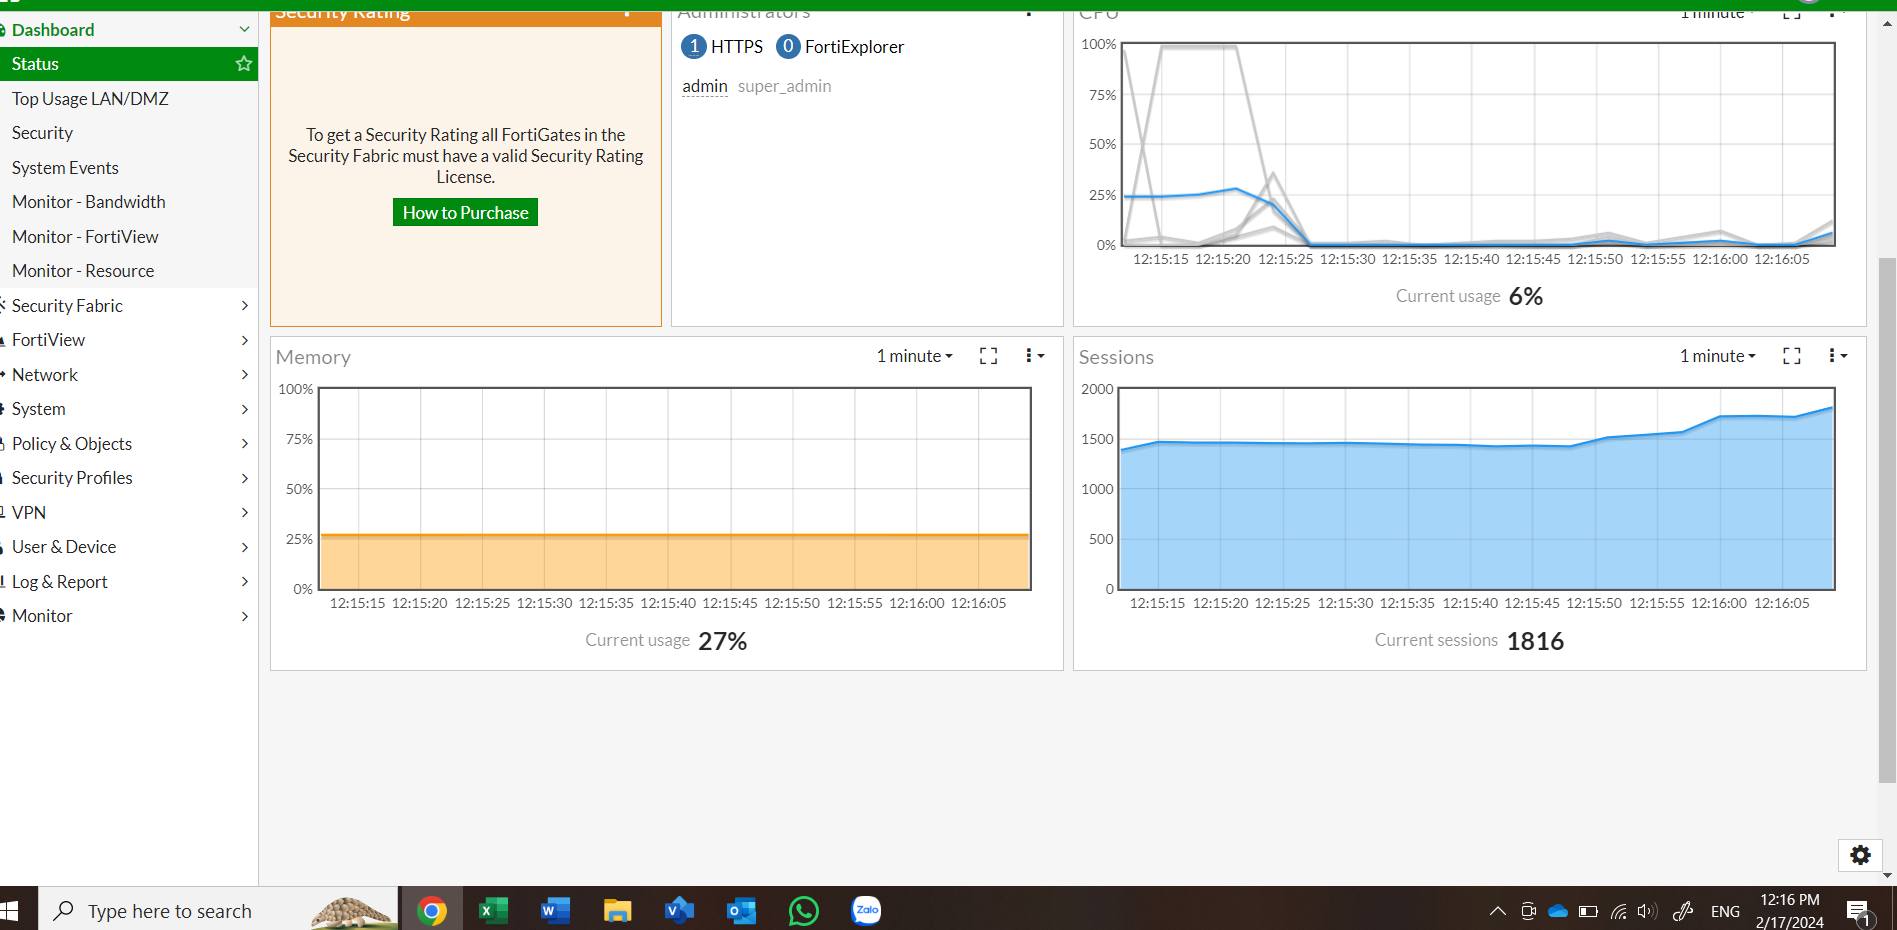 Dashboard
Status
Top Usage LAN/DMZ
Security
System Events
Monitor - Bandwidth
Monitor - FortiView
Monitor - Resource
Security Fabric
FortiView
Network
System
Policy & Objects
Security Profiles
VPN
User & Device
Log & Report
Monitor
Security Rating
To get a Security Rating all FortiGates in the
Security Fabric must have a valid Security Rating
License.
How to Purchase
Administrators
1 HTTPS 0 FortiExplorer
admin super_admin
CPU
1 minute
100%
75%
50%
25%
0%
12:15:15 12:15:20 12:15:25 12:15:30 12:15:35 12:15:40 12:15:45 12:15:50 12:15:55 12:16:00 12:16:05
Current usage 6%
Memory
1 minute
100%
75%
50%
25%
0%
12:15:15 12:15:20 12:15:25 12:15:30 12:15:35 12:15:40 12:15:45 12:15:50 12:15:55 12:16:00 12:16:05
Current usage 27%
Sessions
1 minute
2000
1500
1000
500
0
12:15:15 12:15:20 12:15:25 12:15:30 12:15:35 12:15:40 12:15:45 12:15:50 12:15:55 12:16:00 12:16:05
Current sessions 1816
Type here to search
Zalo
ENG
12:16 PM
2/17/2024
1